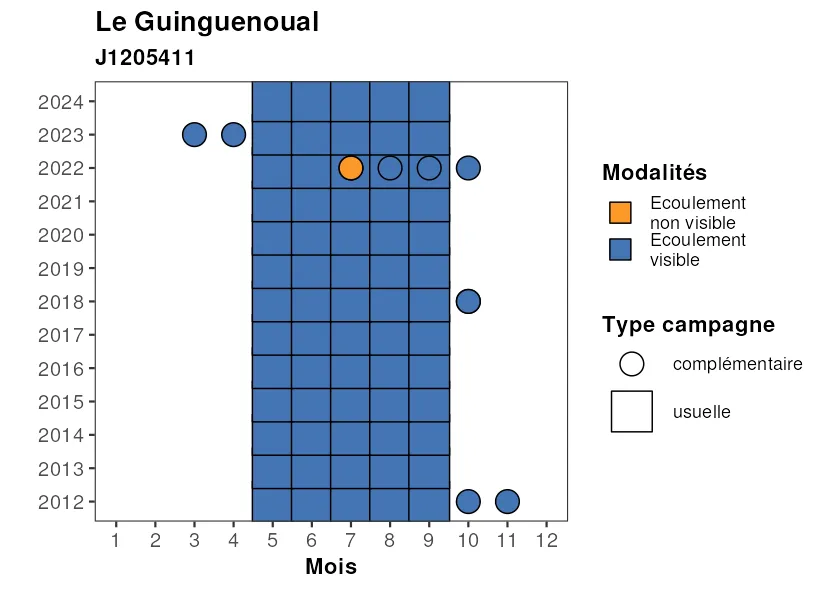 Le Guinguenoual
J1205411
2024
2023
2022
2021
2020
2019
2018
2017
2016
2015
2014
2013
2012
1 2 3 4 5 6 7 8 9 10 11 12
Mois
Modalités
Ecoulement
non visible
Ecoulement
visible
Type campagne
complémentaire
usuelle